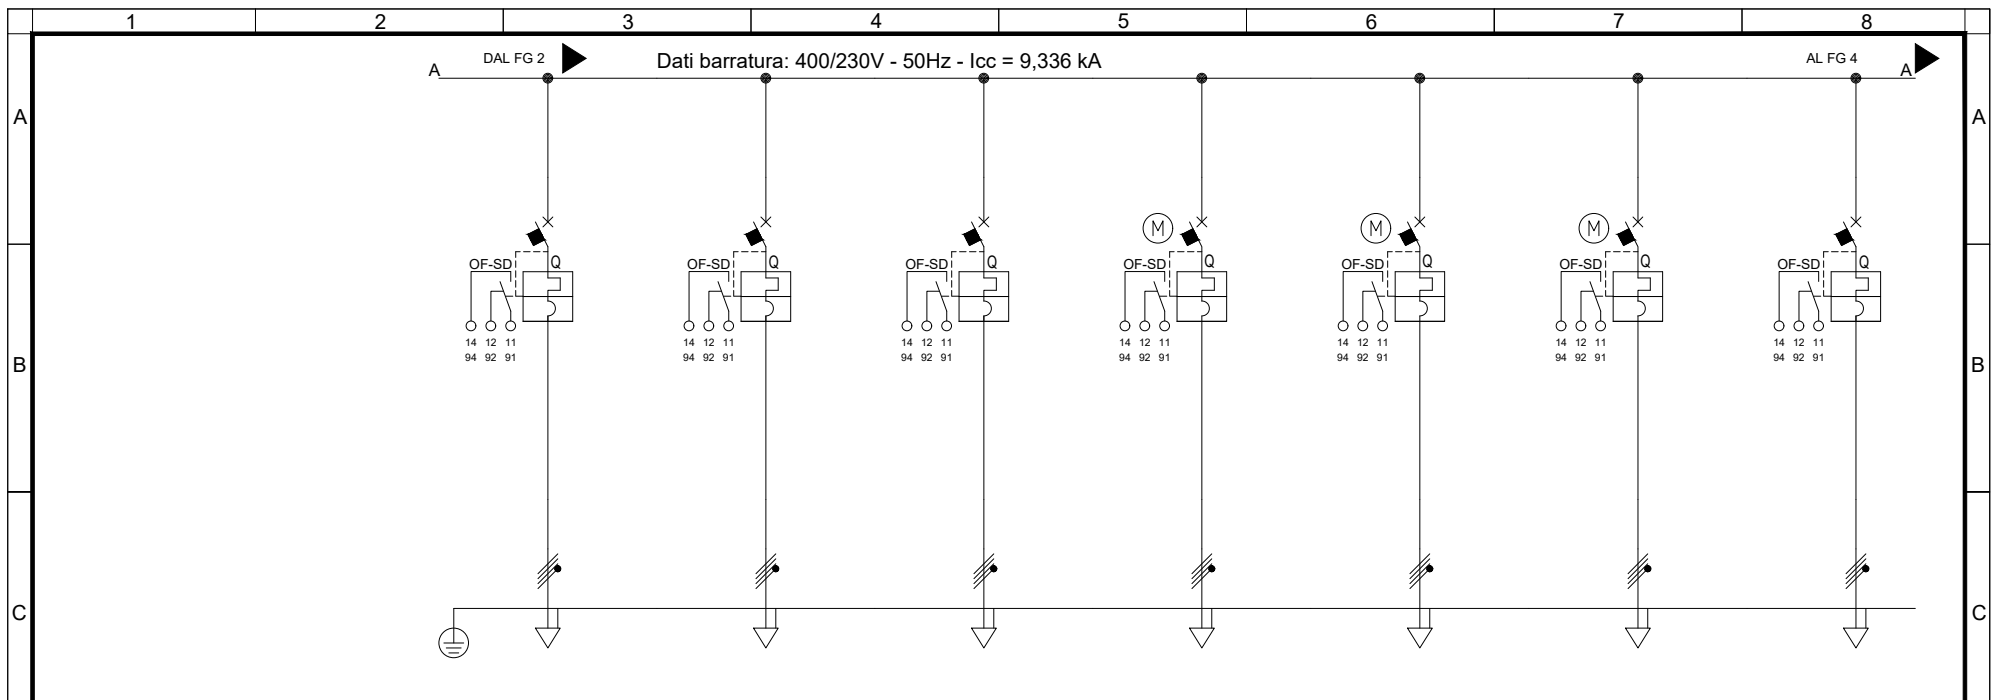 1 2 3 4 5 6 7 8
DAL FG 2 Dati barratura: 400/230V - 50Hz - Icc = 9,336 kA AL FG 4
A A
A A
M M M
OF-SD Q OF-SD Q OF-SD Q OF-SD Q OF-SD Q OF-SD Q OF-SD Q
14 12 11 14 12 11 14 12 11 14 12 11 14 12 11 14 12 11 14 12 11
94 92 91 94 92 91 94 92 91 94 92 91 94 92 91 94 92 91 94 92 91
B B
C C